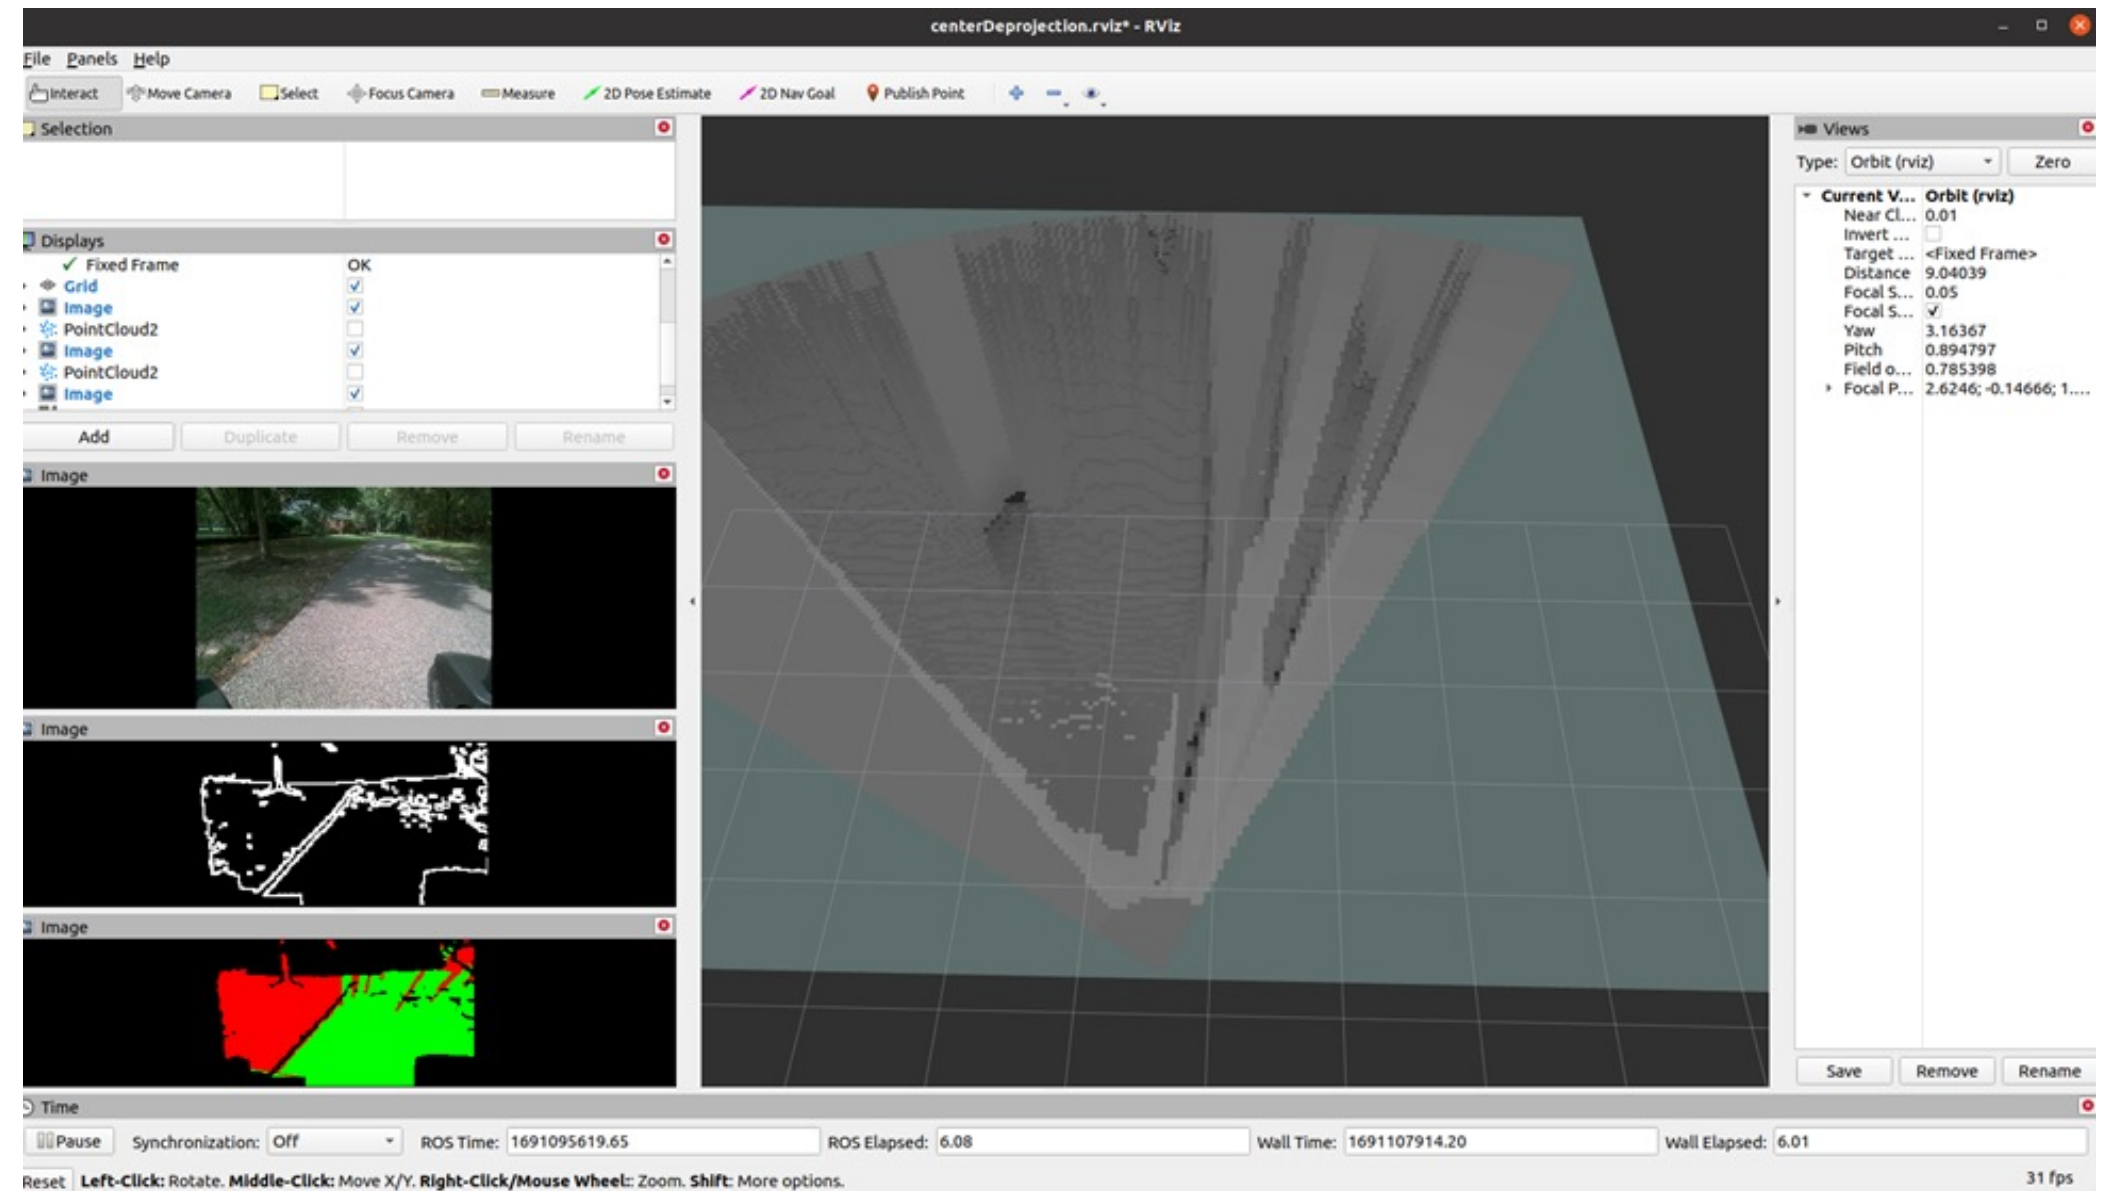 centerDeprojection.rviz* - RViz
File Panels Help
Interact Move Camera Select Focus Camera Measure 2D Pose Estimate 2D Nav Goal Publish Point
Selection
Displays
Fixed Frame OK
Grid
Image
PointCloud2
Image
PointCloud2
Image
Add Duplicate Remove Rename
Image
Image
Image
Views
Type: Orbit (rviz) Zero
Current V... Orbit (rviz)
Near Cl... 0.01
Invert ...
Target ... <Fixed Frame>
Distance 9.04039
Focal S... 0.05
Focal S...
Yaw 3.16367
Pitch 0.894797
Field o... 0.785398
Focal P... 2.6246; -0.14666; 1....
Save Remove Rename
Time
Pause Synchronization: Off ROS Time: 1691095619.65 ROS Elapsed: 6.08 Wall Time: 1691107914.20 Wall Elapsed: 6.01
Reset Left-Click: Rotate. Middle-Click: Move X/Y. Right-Click/Mouse Wheel:: Zoom. Shift: More options. 31 fps